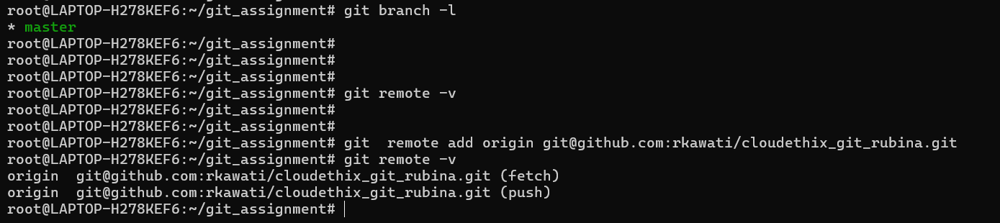 root@LAPTOP-H278KEF6:~/git_assignment# git branch -l
* master
root@LAPTOP-H278KEF6:~/git_assignment#
root@LAPTOP-H278KEF6:~/git_assignment#
root@LAPTOP-H278KEF6:~/git_assignment#
root@LAPTOP-H278KEF6:~/git_assignment# git remote -v
root@LAPTOP-H278KEF6:~/git_assignment#
root@LAPTOP-H278KEF6:~/git_assignment#
root@LAPTOP-H278KEF6:~/git_assignment# git  remote add origin git@github.com:rkawati/cloudethix_git_rubina.git
root@LAPTOP-H278KEF6:~/git_assignment# git remote -v
origin  git@github.com:rkawati/cloudethix_git_rubina.git (fetch)
origin  git@github.com:rkawati/cloudethix_git_rubina.git (push)
root@LAPTOP-H278KEF6:~/git_assignment#